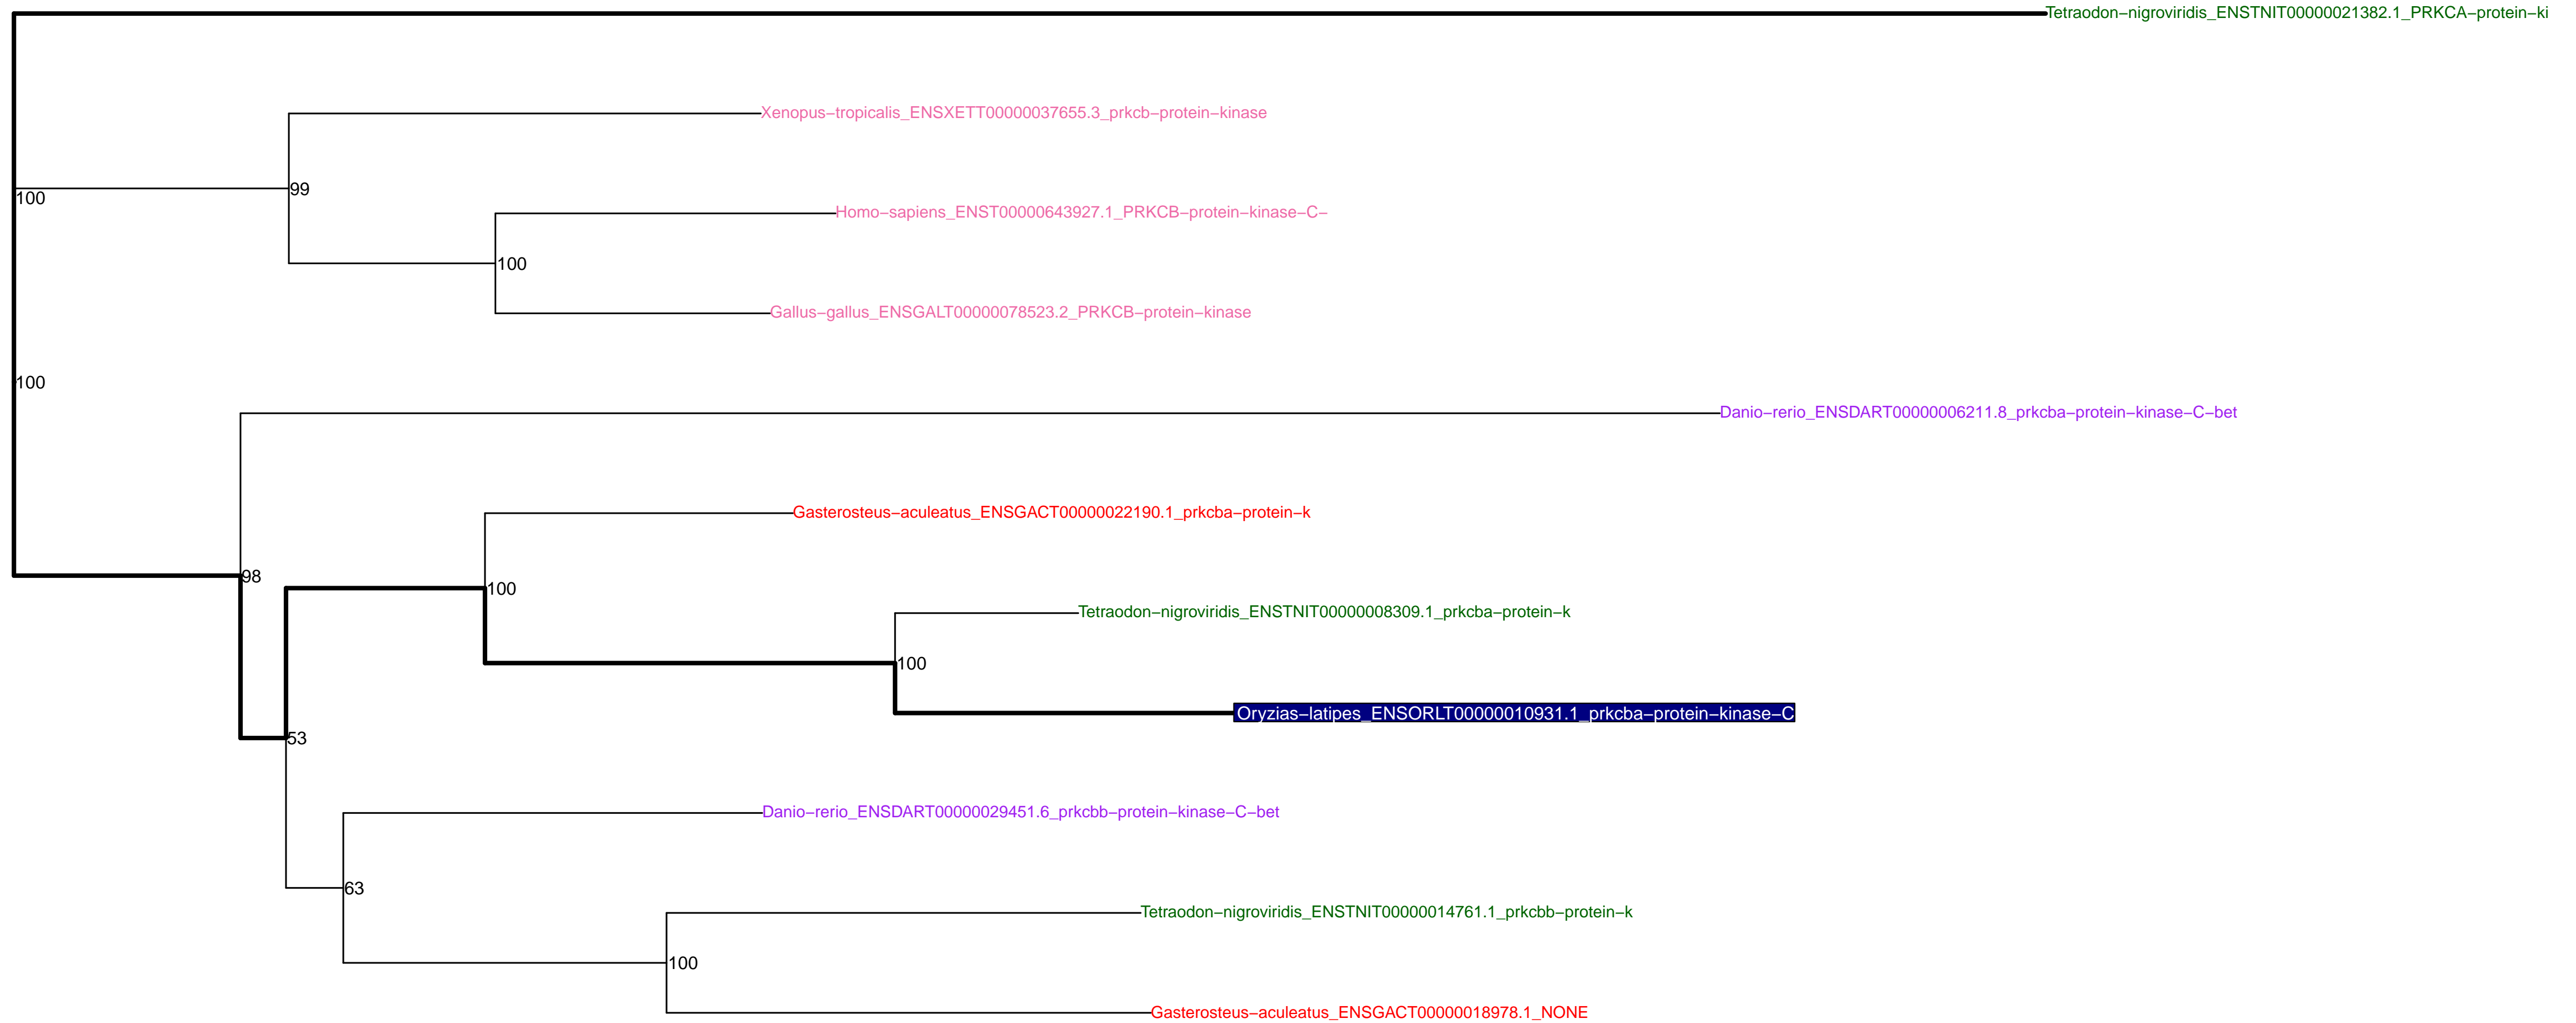 Tetraodon−nigroviridis_ENSTNIT00000021382.1_PRKCA−protein−ki
Xenopus−tropicalis_ENSXETT00000037655.3_prkcb−protein−kinase
99
100
Homo−sapiens_ENST00000643927.1_PRKCB−protein−kinase−C−
100
Gallus−gallus_ENSGALT00000078523.2_PRKCB−protein−kinase
100
Danio−rerio_ENSDART00000006211.8_prkcba−protein−kinase−C−bet
Gasterosteus−aculeatus_ENSGACT00000022190.1_prkcba−protein−k
98
100
Tetraodon−nigroviridis_ENSTNIT00000008309.1_prkcba−protein−k
100
Oryzias−latipes_ENSORLT00000010931.1_prkcba−protein−kinase−C
53
Danio−rerio_ENSDART00000029451.6_prkcbb−protein−kinase−C−bet
63
Tetraodon−nigroviridis_ENSTNIT00000014761.1_prkcbb−protein−k
100
Gasterosteus−aculeatus_ENSGACT00000018978.1_NONE